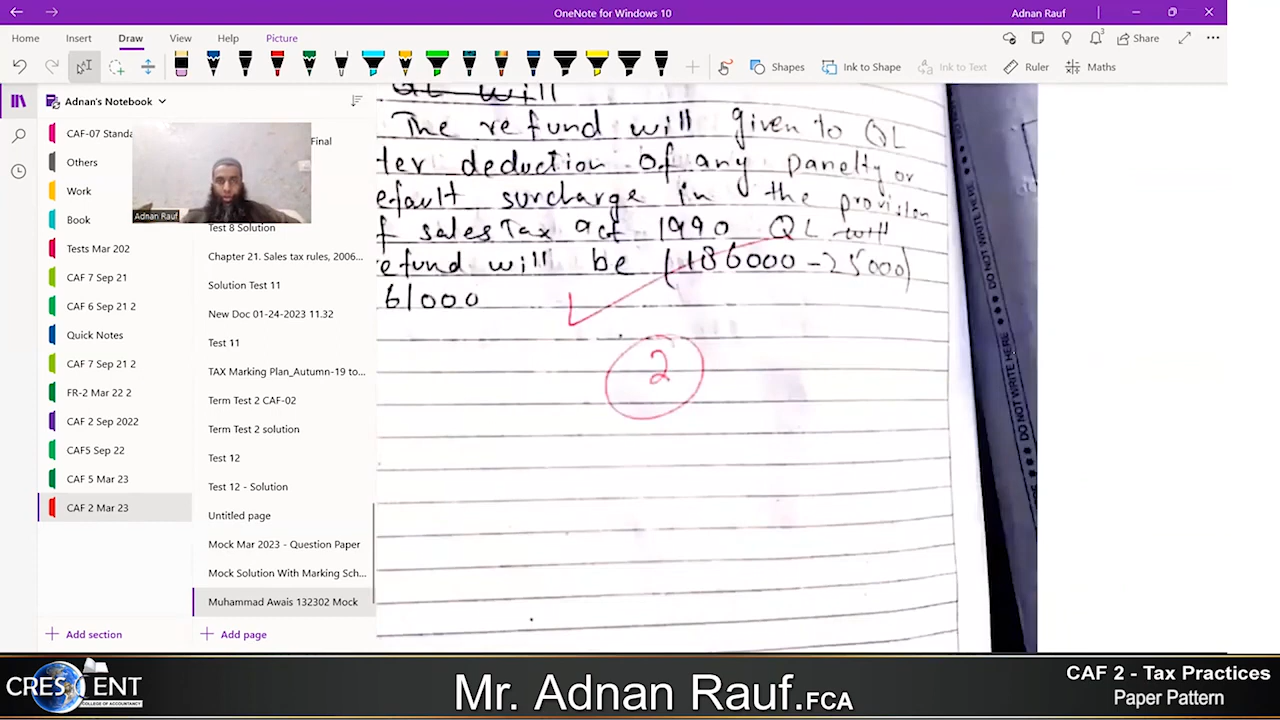 OneNote for Windows 10
Adnan Rauf
Home Insert Draw View Help Picture
Share
Shapes
Ink to Shape
Ink to Text
Ruler
Maths
Adnan's Notebook
CAF-07 Standa
Others
Work
Book
Tests Mar 202
CAF 7 Sep 21
CAF 6 Sep 21 2
Quick Notes
CAF 7 Sep 21 2
FR-2 Mar 22 2
CAF 2 Sep 2022
CAF5 Sep 22
CAF 5 Mar 23
CAF 2 Mar 23
Add section
Final
Adnan Rauf
Test 8 Solution
Chapter 21. Sales tax rules, 2006...
Solution Test 11
New Doc 01-24-2023 11.32
Test 11
TAX Marking Plan_Autumn-19 to...
Term Test 2 CAF-02
Term Test 2 solution
Test 12
Test 12 - Solution
Untitled page
Mock Mar 2023 - Question Paper
Mock Solution With Marking Sch...
Muhammad Awais 132302 Mock
Add page
QL will
The refund will given to QL
ter deduction of any panelty or
efault surcharge in the provision
f sales Tax act 1990 QL will
efund will be (186000 - 25000)
61000
2
DO NOT WRITE HERE
DO NOT WRITE
CRESCENT
COLLEGE OF ACCOUNTANCY
Mr. Adnan Rauf.FCA
CAF 2 - Tax Practices
Paper Pattern